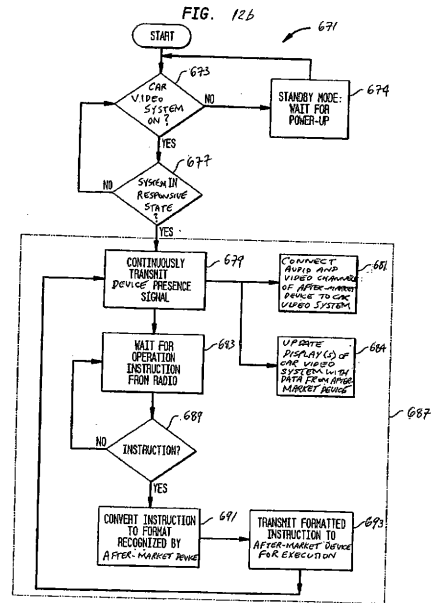 FIG. 12b
671
START
673
CAR
VIDEO
SYSTEM
ON?
NO
STANDBY MODE:
WAIT FOR
POWER-UP
674
YES
677
NO
SYSTEM IN
RESPONSIVE
STATE
?
YES
CONTINUOUSLY
TRANSMIT
DEVICE PRESENCE
SIGNAL
679
CONNECT
AUDIO AND
VIDEO CHANNELS
OF AFTER-MARKET
DEVICE TO CAR
VIDEO SYSTEM
681
WAIT FOR
OPERATION
INSTRUCTION
FROM RADIO
683
UPDATE
DISPLAY(S) OF
CAR VIDEO
SYSTEM WITH
DATA FROM AFTER
MARKET DEVICE
684
687
689
NO
INSTRUCTION?
YES
CONVERT INSTRUCTION
TO FORMAT
RECOGNIZED BY
AFTER-MARKET DEVICE
691
TRANSMIT FORMATTED
INSTRUCTION TO
AFTER-MARKET DEVICE
FOR EXECUTION
693